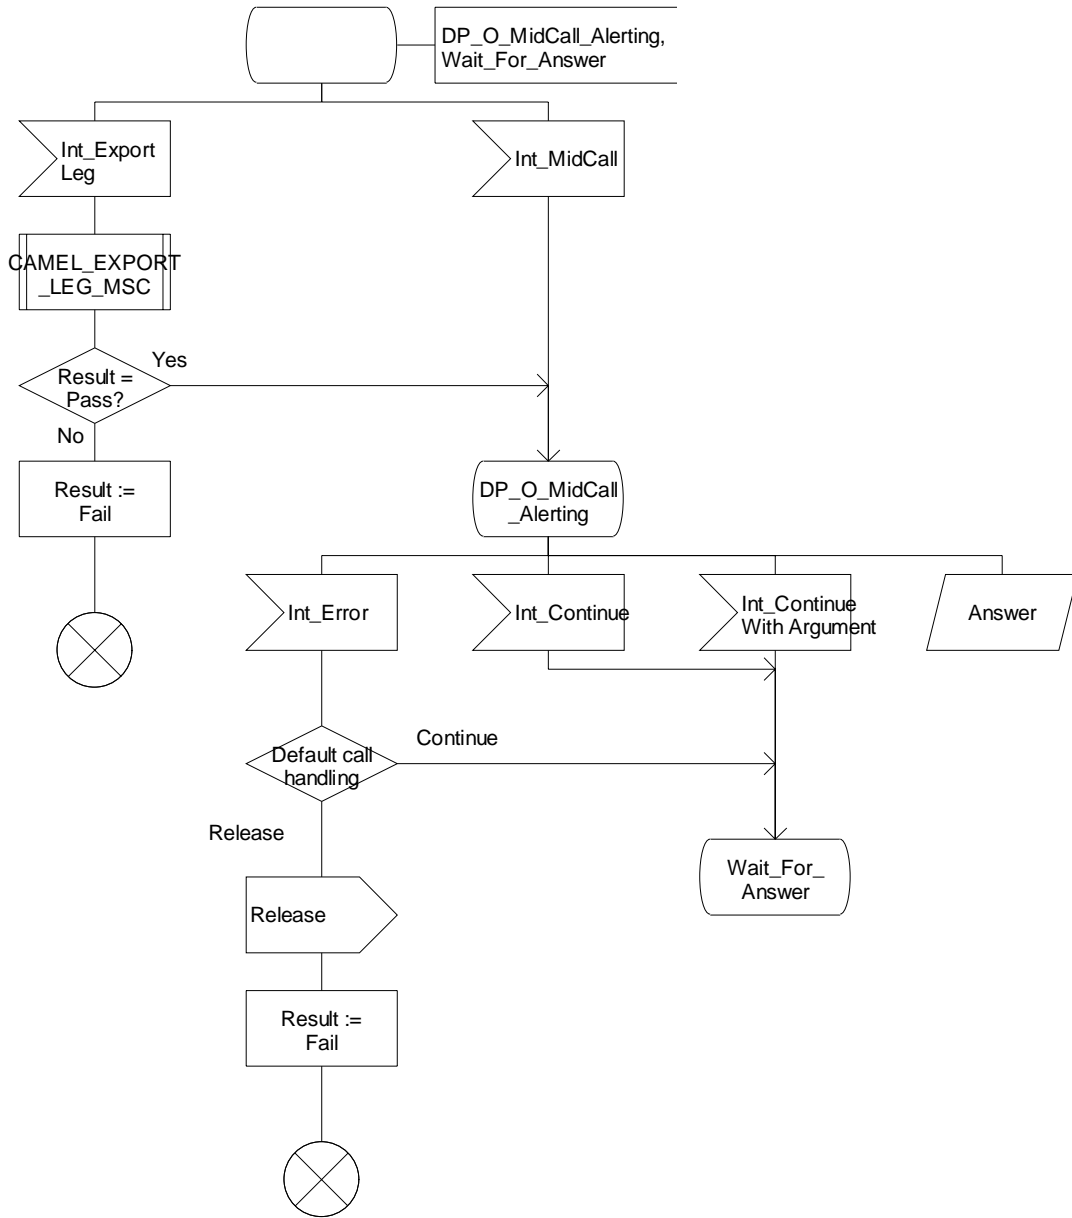 DP_O_MidCall_Alerting,
Wait_For_Answer
Int_Export
Leg
Int_MidCall
CAMEL_EXPORT
_LEG_MSC
Yes
Result =
Pass?
No
Result :=
Fail
DP_O_MidCall
_Alerting
Int_Error
Int_Continue
Int_Continue
With Argument
Answer
Default call
handling
Continue
Release
Wait_For_
Answer
Release
Result :=
Fail